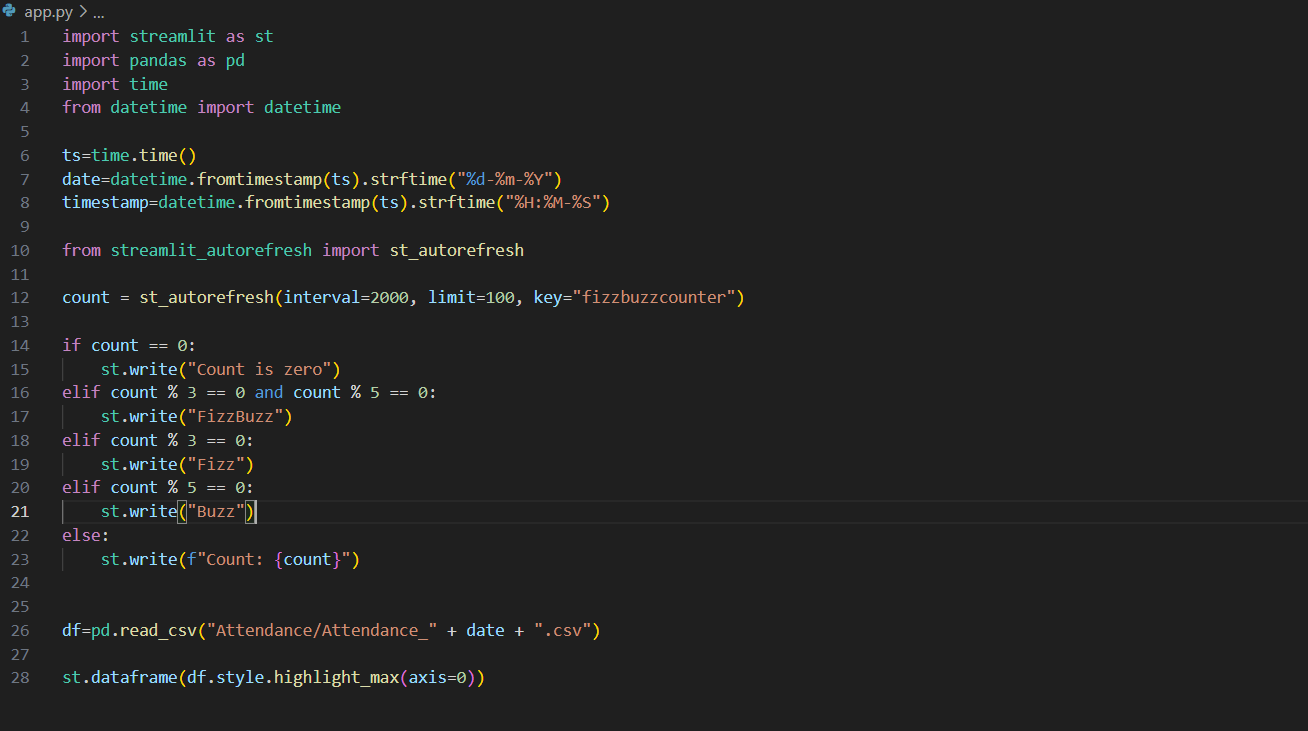 app.py > ...
1 import streamlit as st
2 import pandas as pd
3 import time
4 from datetime import datetime
5
6 ts=time.time()
7 date=datetime.fromtimestamp(ts).strftime("%d-%m-%Y")
8 timestamp=datetime.fromtimestamp(ts).strftime("%H:%M-%S")
9
10 from streamlit_autorefresh import st_autorefresh
11
12 count = st_autorefresh(interval=2000, limit=100, key="fizzbuzzcounter")
13
14 if count == 0:
15     st.write("Count is zero")
16 elif count % 3 == 0 and count % 5 == 0:
17     st.write("FizzBuzz")
18 elif count % 3 == 0:
19     st.write("Fizz")
20 elif count % 5 == 0:
21     st.write("Buzz")
22 else:
23     st.write(f"Count: {count}")
24
25
26 df=pd.read_csv("Attendance/Attendance_" + date + ".csv")
27
28 st.dataframe(df.style.highlight_max(axis=0))